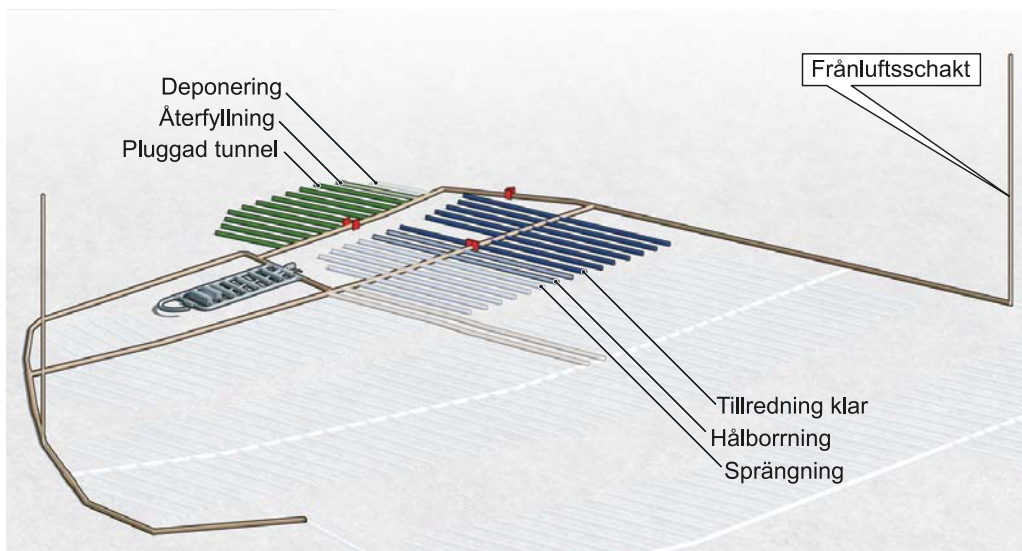 Frånluftsschakt
Deponering
Återfyllning
Pluggad tunnel
Tillredning klar
Hålborrning
Sprängning